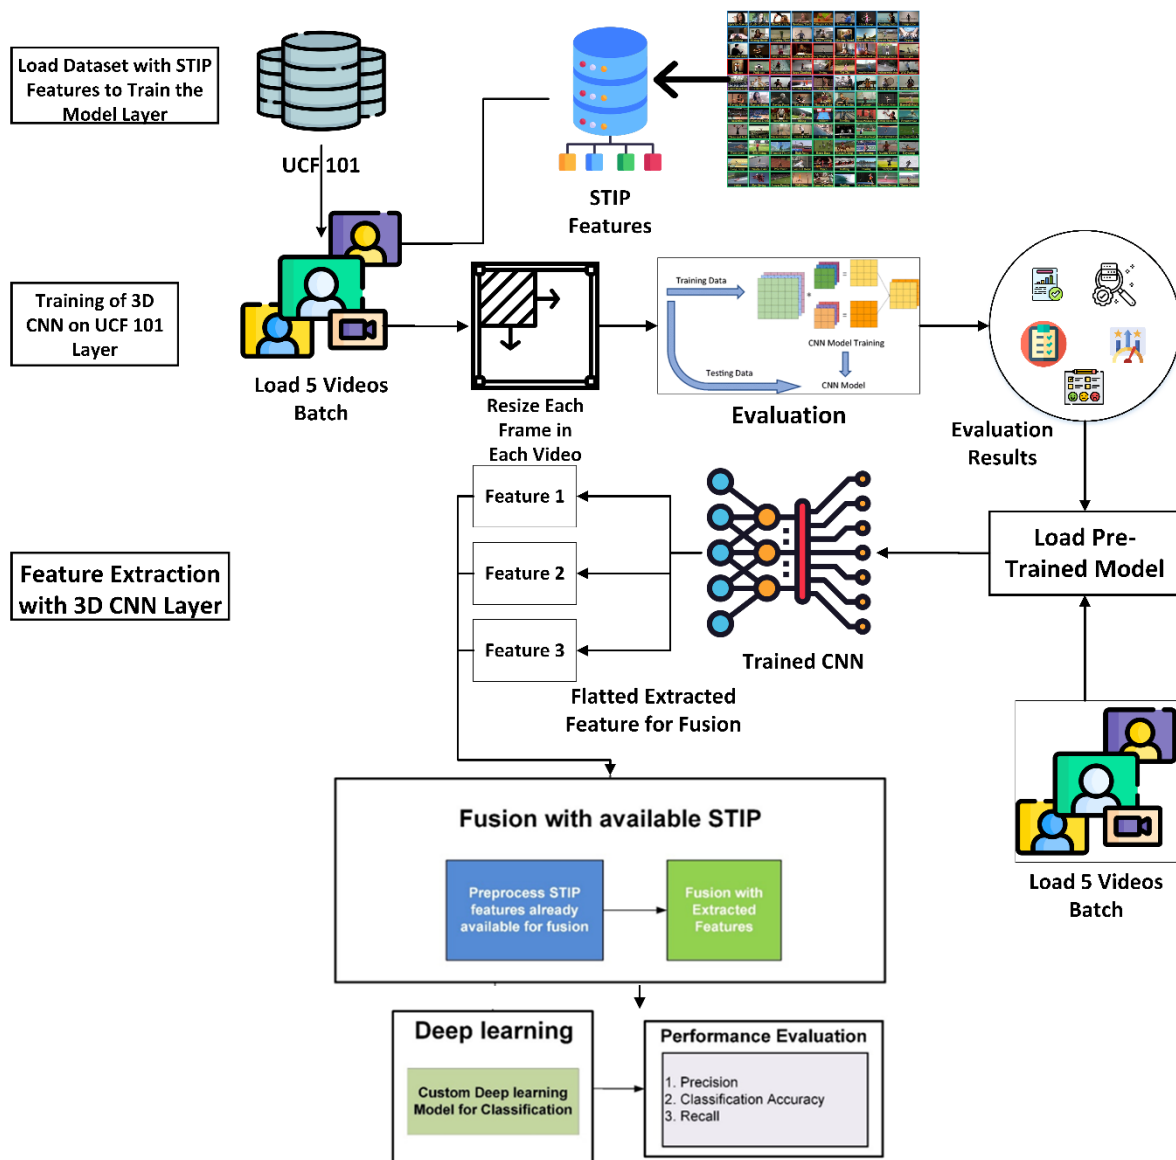 Load Dataset with STIP
Features to Train the
Model Layer
UCF 101
STIP
Features
Training of 3D
CNN on UCF 101
Layer
Load 5 Videos
Batch
Resize Each
Frame in
Each Video
Training Data
=
=
CNN Model Training
Testing Data
CNN Model
Evaluation
Evaluation
Results
Feature 1
Feature 2
Feature 3
Feature Extraction
with 3D CNN Layer
Trained CNN
Load Pre-
Trained Model
Flatted Extracted
Feature for Fusion
Load 5 Videos
Batch
Fusion with available STIP
Preprocess STIP
features already
available for fusion
Fusion with
Extracted
Features
Deep learning
Custom Deep learning
Model for Classification
Performance Evaluation
1. Precision
2. Classification Accuracy
3. Recall